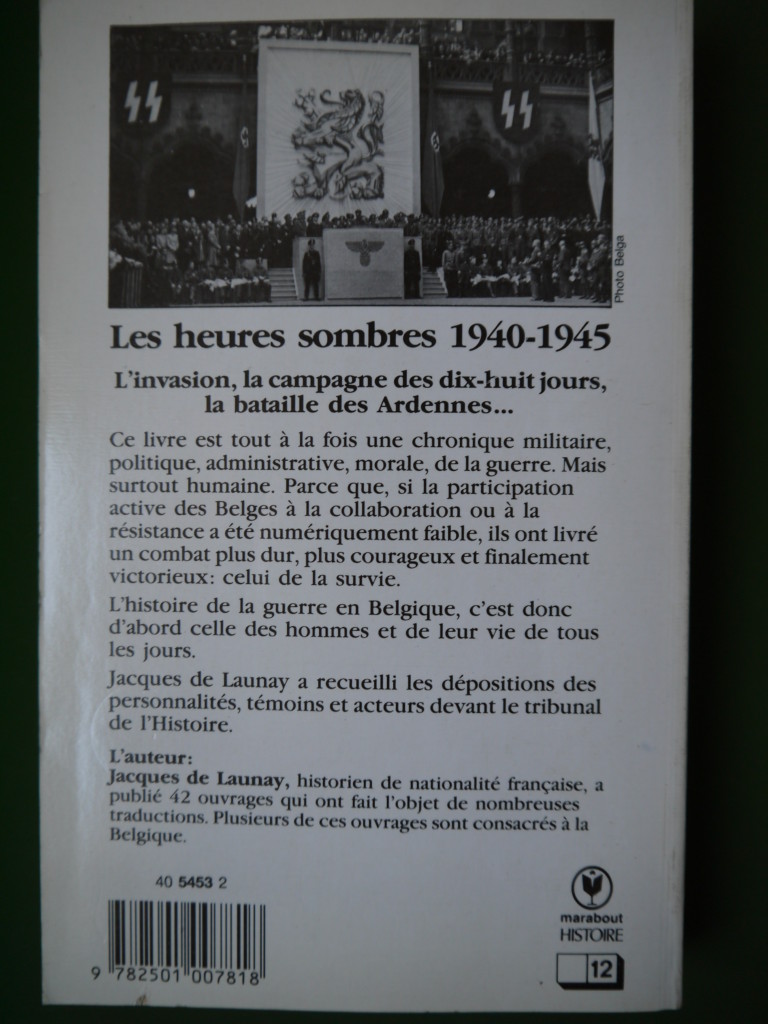 Photo Belga
Les heures sombres 1940-1945
L'invasion, la campagne des dix-huit jours,
la bataille des Ardennes...
Ce livre est tout à la fois une chronique militaire,
politique, administrative, morale, de la guerre. Mais
surtout humaine. Parce que, si la participation
active des Belges à la collaboration ou à la
résistance a été numériquement faible, ils ont livré
un combat plus dur, plus courageux et finalement
victorieux: celui de la survie.
L'histoire de la guerre en Belgique, c'est donc
d'abord celle des hommes et de leur vie de tous
les jours.
Jacques de Launay a recueilli les dépositions des
personnalités, témoins et acteurs devant le tribunal
de l'Histoire.
L'auteur:
Jacques de Launay, historien de nationalité française, a
publié 42 ouvrages qui ont fait l'objet de nombreuses
traductions. Plusieurs de ces ouvrages sont consacrés à la
Belgique.
40 5453 2
9 782501 007818
marabout
HISTOIRE
12